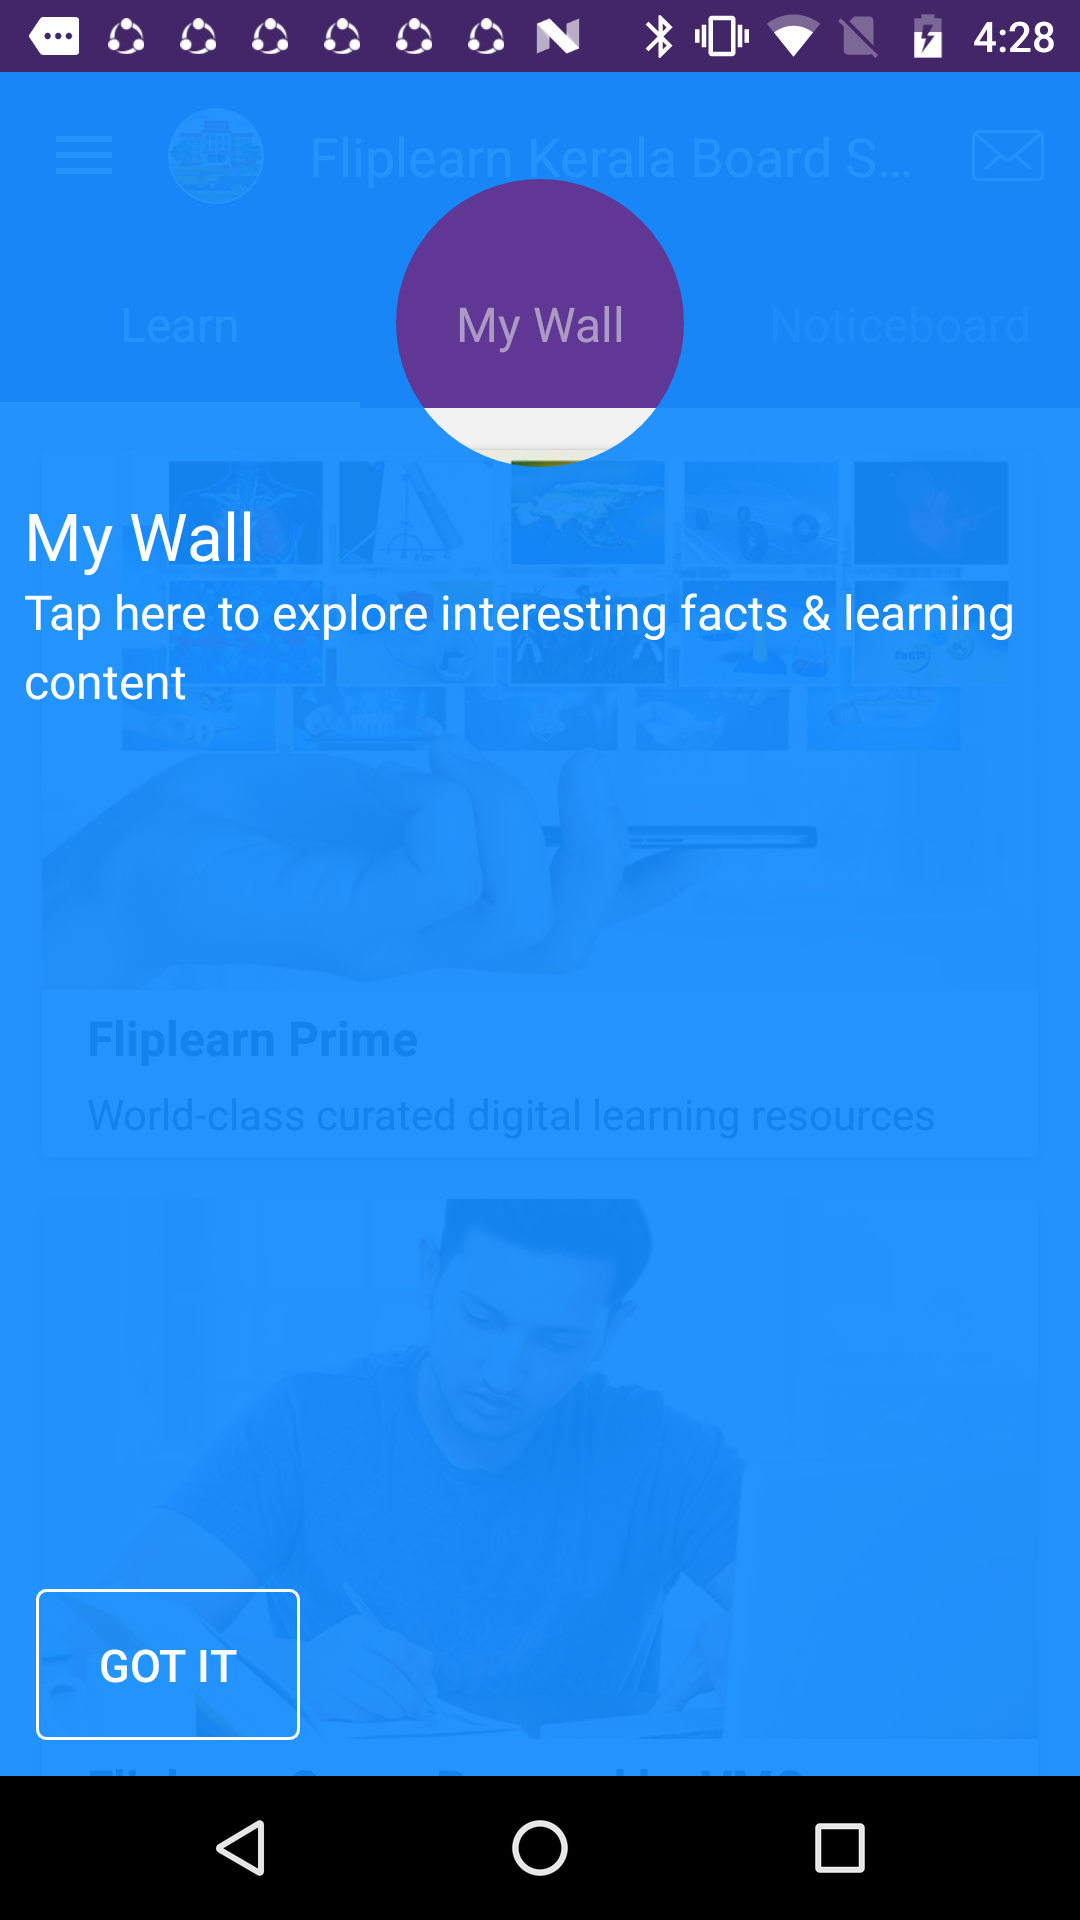 4:28
Fliplearn Kerala Board S...
Learn
My Wall
Noticeboard
My Wall
Tap here to explore interesting facts & learning
content
Fliplearn Prime
World-class curated digital learning resources
GOT IT